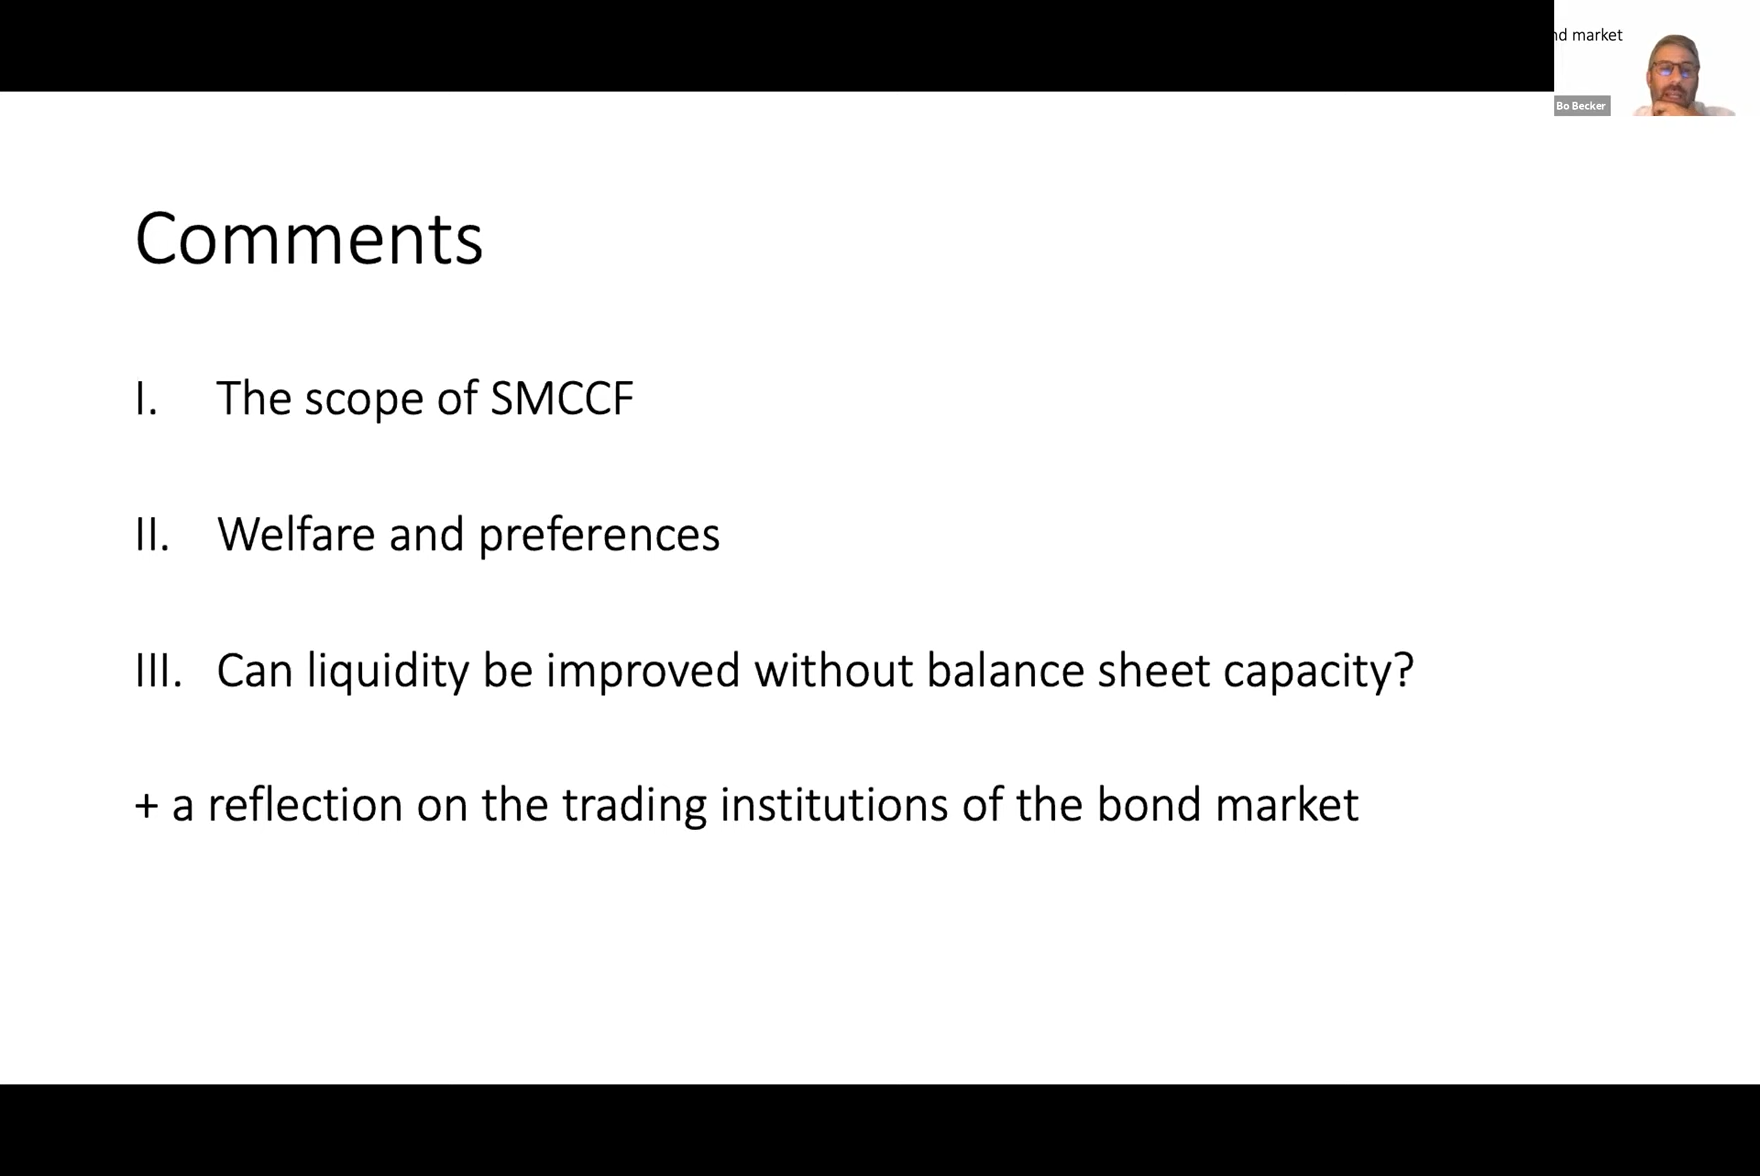 nd market
Bo Becker
Comments
I. The scope of SMCCF
II. Welfare and preferences
III. Can liquidity be improved without balance sheet capacity?
+ a reflection on the trading institutions of the bond market